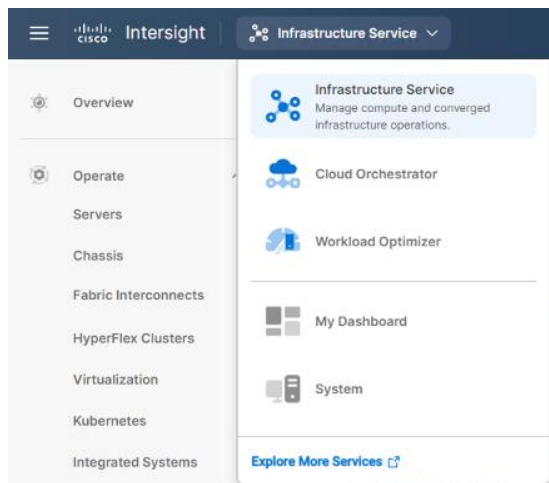 cisco Intersight Infrastructure Service
Overview
Operate
Servers
Chassis
Fabric Interconnects
HyperFlex Clusters
Virtualization
Kubernetes
Integrated Systems
Infrastructure Service
Manage compute and converged
infrastructure operations.
Cloud Orchestrator
Workload Optimizer
My Dashboard
System
Explore More Services